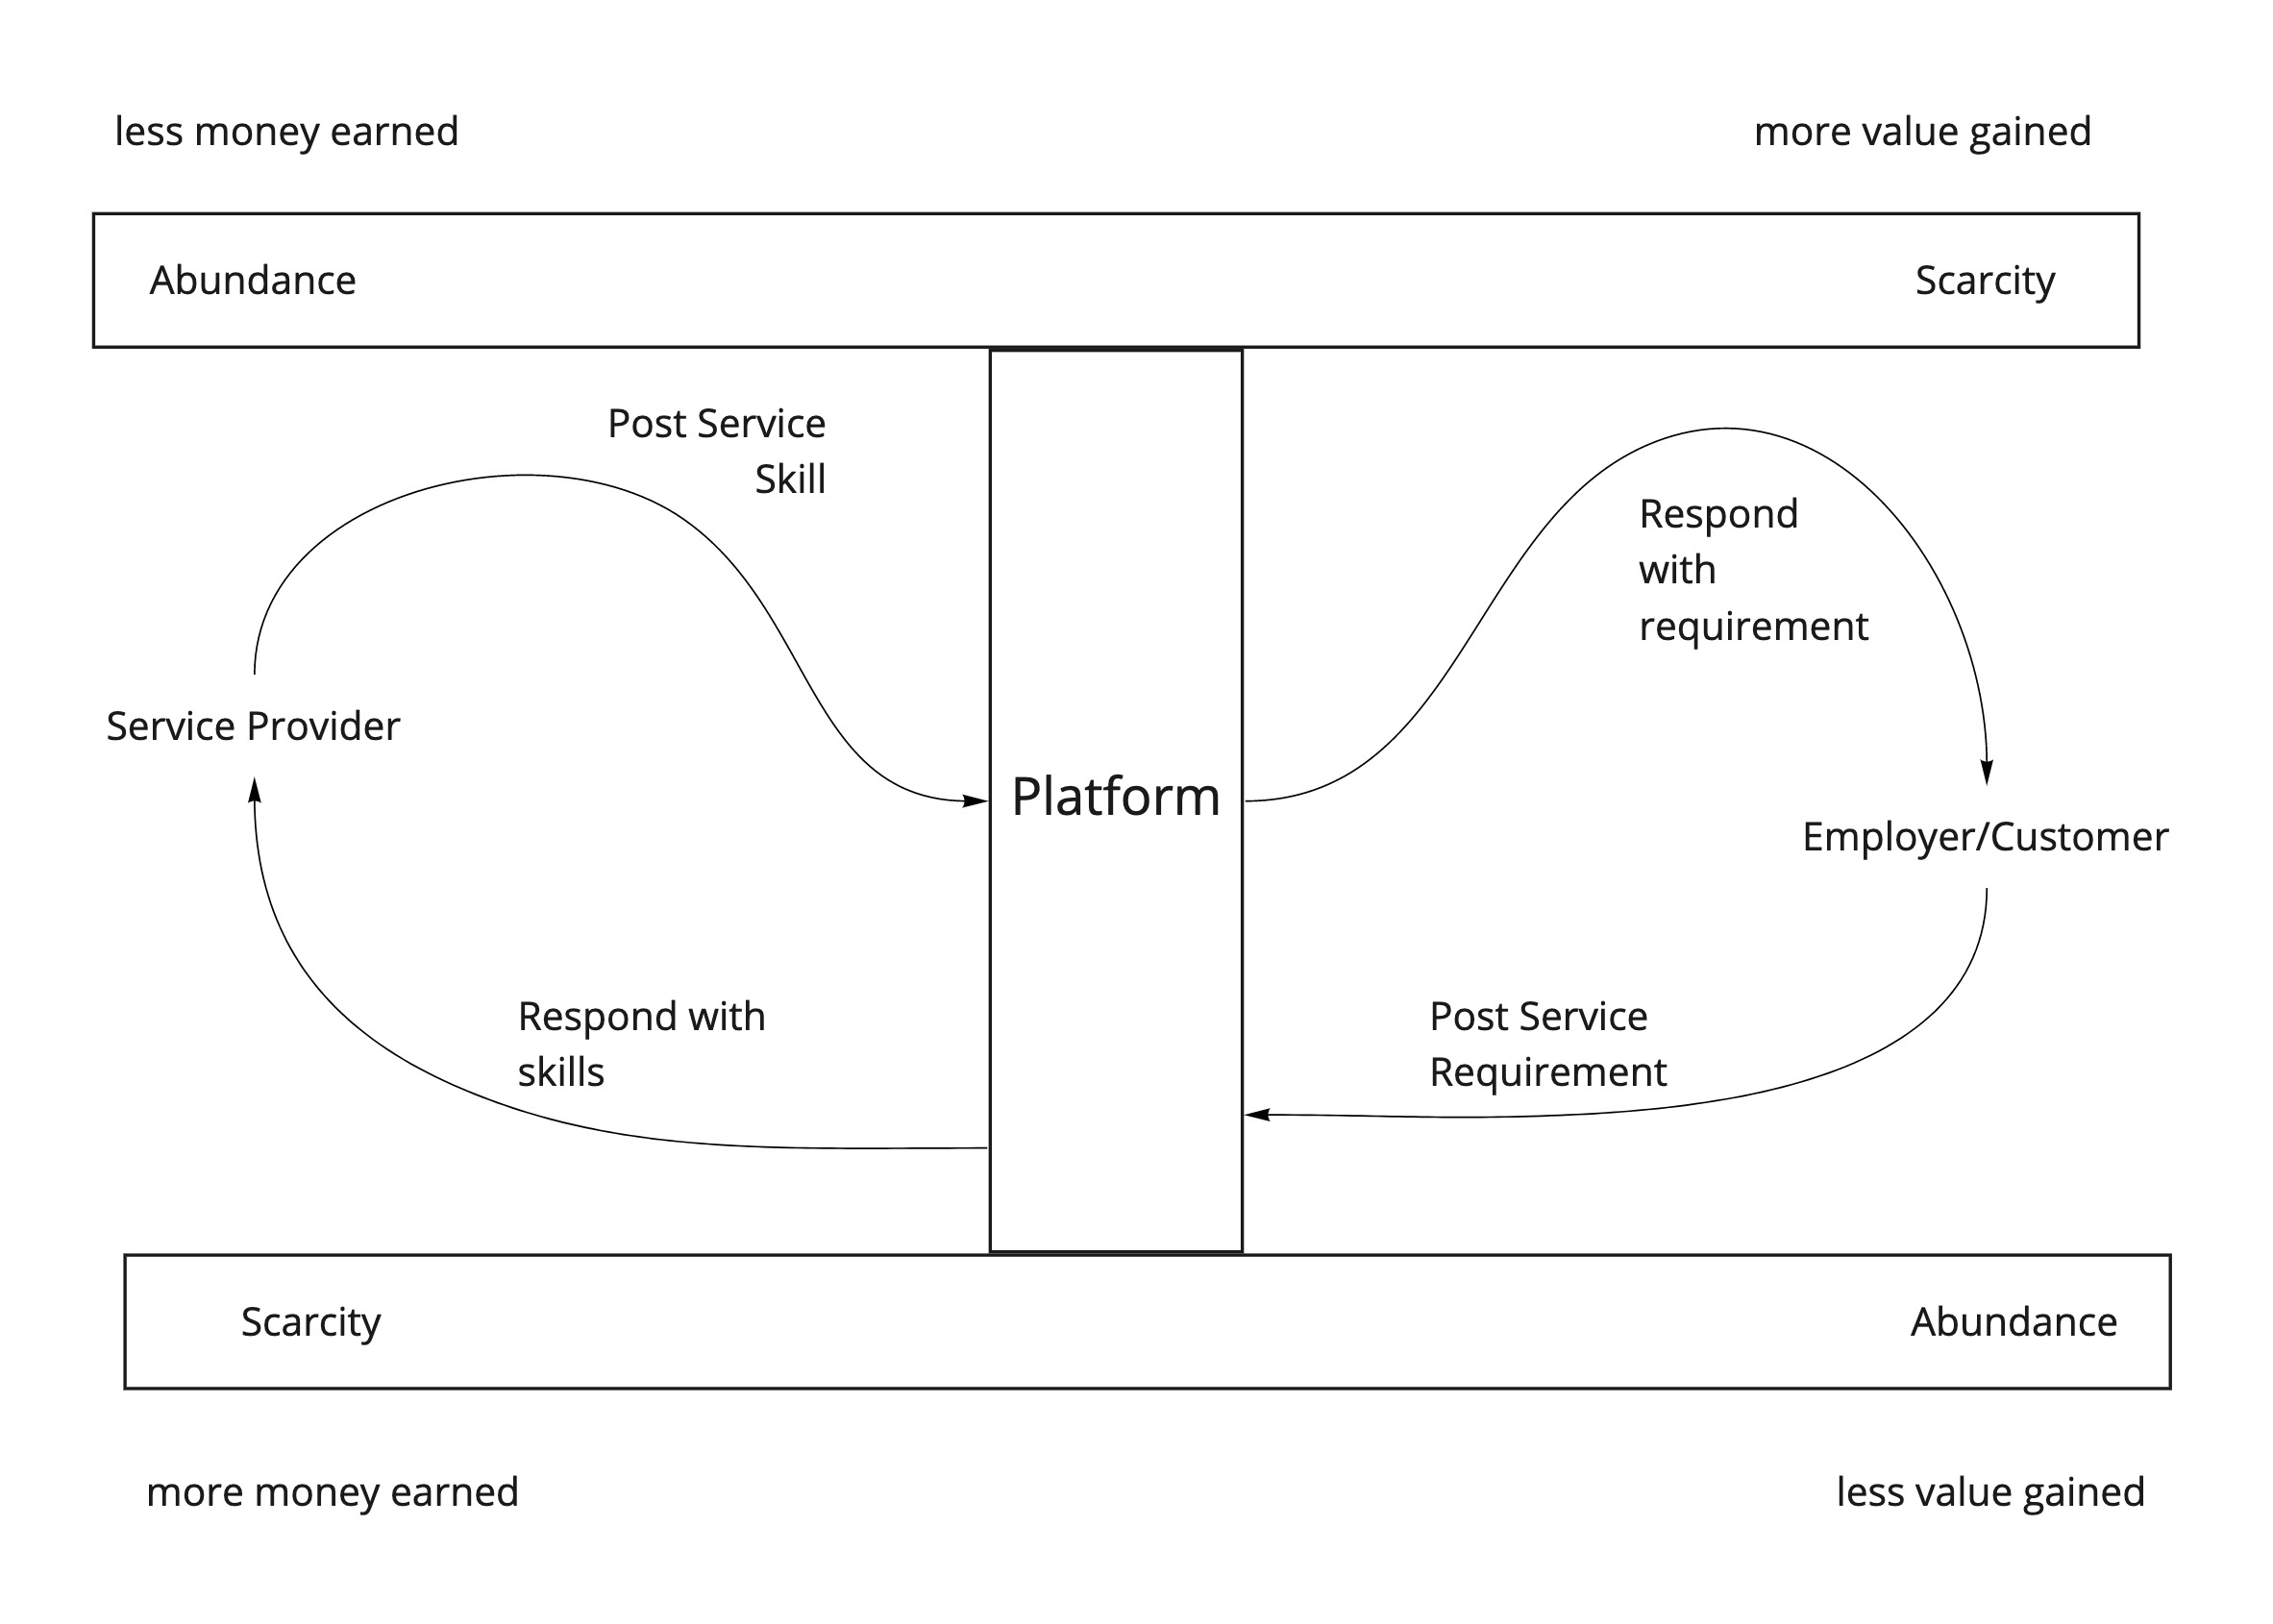 less money earned
more value gained
Abundance
Scarcity
Post Service
Skill
Respond
with
requirement
Service Provider
Platform
Employer/Customer
Respond with
skills
Post Service
Requirement
Scarcity
Abundance
more money earned
less value gained